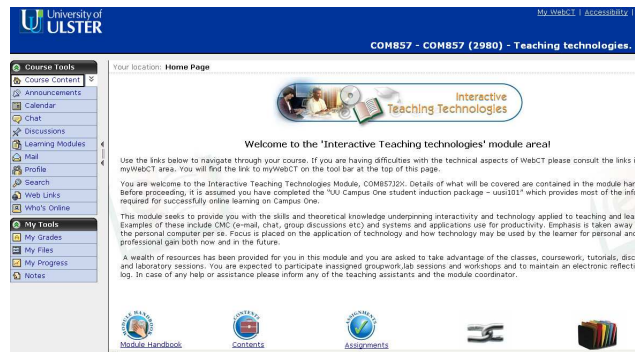 University of
ULSTER
My WebCT | Accessibility |
COM857 - COM857 (2980) - Teaching technologies.
Course Tools
Course Content
Announcements
Calendar
Chat
Discussions
Learning Modules
Mail
Profile
Search
Web Links
Who's Online
My Tools
My Grades
My Files
My Progress
Notes
Your location: Home Page
Interactive
Teaching Technologies
Welcome to the 'Interactive Teaching technologies' module area!
Use the links below to navigate through your course. If you are having difficulties with the technical aspects of WebCT please consult the links i
myWebCT area. You will find the link to myWebCT on the tool bar at the top of this page.
You are welcome to the Interactive Teaching Technologies Module, COM857J2X. Details of what will be covered are contained in the module har
Before proceeding, it is assumed you have completed the "UU Campus One student induction package – uusi101" which provides most of the inf
required for successfully online learning on Campus One.
This module seeks to provide you with the skills and theoretical knowledge underpinning interactivity and technology applied to teaching and lea
Examples of these include CMC (e-mail, chat, group discussions etc) and systems and applications use for productivity. Emphasis is taken away
the personal computer per se. Focus is placed on the application of technology and how technology may be used by the learner for personal and
professional gain both now and in the future.
A wealth of resources has been provided for you in this module and you are asked to take advantage of the classes, coursework, tutorials, disc
and laboratory sessions. You are expected to participate inassigned groupwork,lab sessions and workshops and to maintain an electronic reflecti
log. In case of any help or assistance please inform any of the teaching assistants and the module coordinator.
MODULE HANDBOOK
CONTENTS
ASSIGNMENTS
Module Handbook
Contents
Assignments